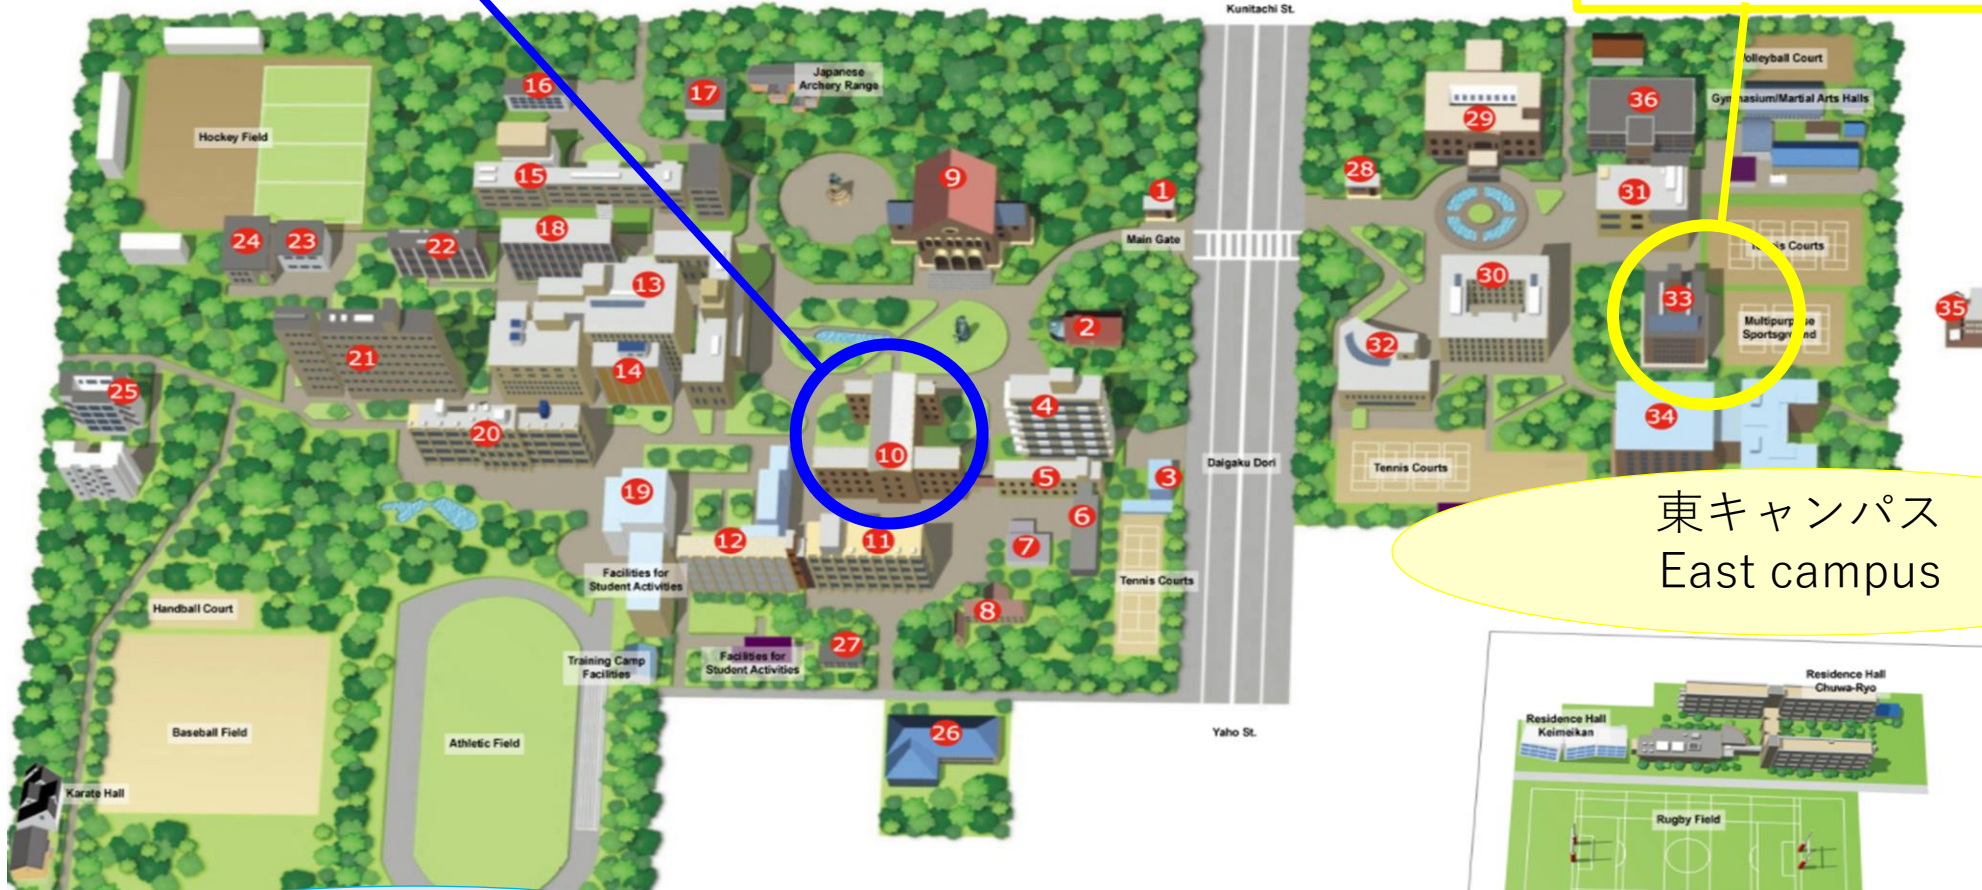 Kunitachi St.
16
17
Japanese
Archery Range
Volleyball Court
36
Gymnasium/Martial Arts Halls
29
Hockey Field
15
9
1
28
31
24
23
22
18
Main Gate
Tennis Courts
13
30
33
35
2
Multipurpose
Sportsground
32
21
14
25
4
34
20
10
Daigaku Dori
Tennis Courts
5
3
19
6
東キャンパス
East campus
12
11
7
Facilities for
Student Activities
Tennis Courts
Handball Court
8
27
Training Camp
Facilities
Facilities for
Student Activities
Residence Hall
Chuwa-Ryo
Residence Hall
Keimeikan
Baseball Field
Athletic Field
26
Yaho St.
Karate Hall
Rugby Field